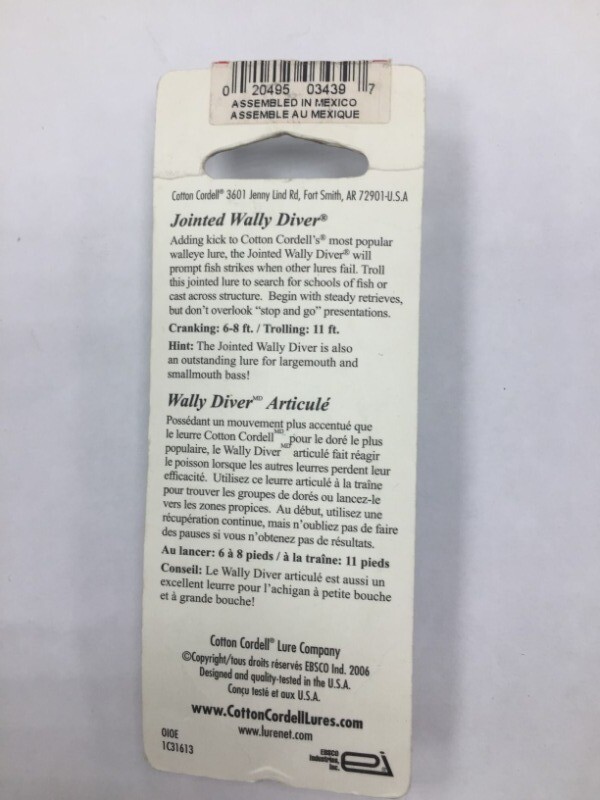 0 20495 03439 7
ASSEMBLED IN MEXICO
ASSEMBLE AU MEXIQUE
Cotton Cordell® 3601 Jenny Lind Rd, Fort Smith, AR 72901-U.S.A
Jointed Wally Diver®
Adding kick to Cotton Cordell's® most popular
walleye lure, the Jointed Wally Diver® will
prompt fish strikes when other lures fail. Troll
this jointed lure to search for schools of fish or
cast across structure. Begin with steady retrieves,
but don't overlook "stop and go" presentations.
Cranking: 6-8 ft. / Trolling: 11 ft.
Hint: The Jointed Wally Diver is also
an outstanding lure for largemouth and
smallmouth bass!
Wally Diver MD Articulé
Possédant un mouvement plus accentué que
le leurre Cotton Cordell MD pour le doré le plus
populaire, le Wally Diver MD articulé fait réagir
le poisson lorsque les autres leurres perdent leur
efficacité. Utilisez ce leurre articulé à la traîne
pour trouver les groupes de dorés ou lancez-le
vers les zones propices. Au début, utilisez une
récupération continue, mais n'oubliez pas de faire
des pauses si vous n'obtenez pas de résultats.
Au lancer: 6 à 8 pieds / à la traîne: 11 pieds
Conseil: Le Wally Diver articulé est aussi un
excellent leurre pour l'achigan à petite bouche
et à grande bouche!
Cotton Cordell® Lure Company
©Copyright/tous droits réservés EBSCO Ind. 2006
Designed and quality-tested in the U.S.A.
Conçu testé et aux U.S.A.
www.CottonCordellLures.com
www.lurenet.com
OIOE
1C31613
EBSCO
Industries,
Inc.
ei